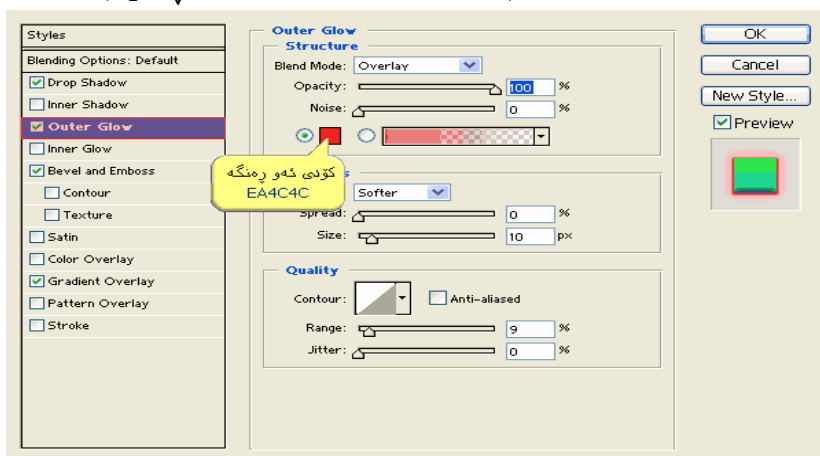 Styles
Blending Options: Default
Drop Shadow
Inner Shadow
Outer Glow
Inner Glow
Bevel and Emboss
Contour
Texture
Satin
Color Overlay
Gradient Overlay
Pattern Overlay
Stroke
Outer Glow
Structure
Blend Mode: Overlay
Opacity: 100 %
Noise: 0 %
کۆدی ئەو ڕەنگە
EA4C4C
Softer
Spread: 0 %
Size: 10 px
Quality
Contour: Anti-aliased
Range: 9 %
Jitter: 0 %
OK
Cancel
New Style...
Preview